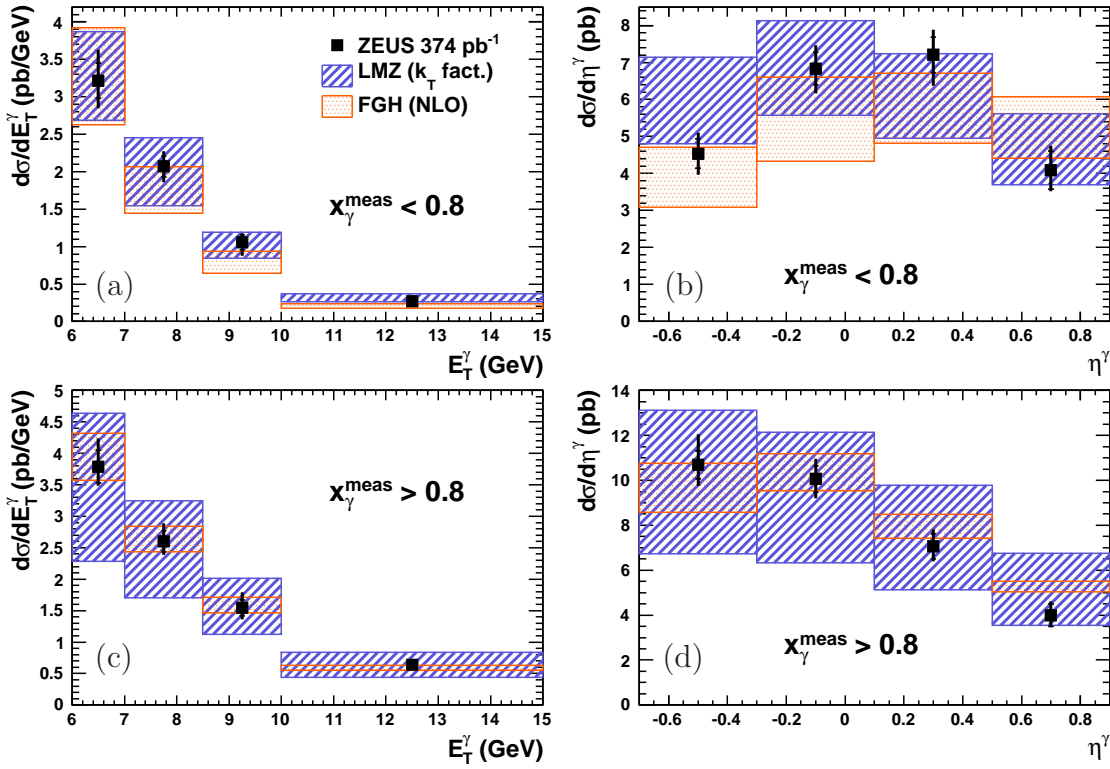 dσ/dE_T^γ (pb/GeV)
4
3.5
3
2.5
2
1.5
1
0.5
0
ZEUS 374 pb⁻¹
LMZ (k_T fact.)
FGH (NLO)
x_γ^meas < 0.8
(a)
6 7 8 9 10 11 12 13 14 15
E_T^γ (GeV)
dσ/dη^γ (pb)
8
7
6
5
4
3
2
1
0
(b)
x_γ^meas < 0.8
-0.6 -0.4 -0.2 0 0.2 0.4 0.6 0.8
η^γ
dσ/dE_T^γ (pb/GeV)
5
4.5
4
3.5
3
2.5
2
1.5
1
0.5
0
x_γ^meas > 0.8
(c)
6 7 8 9 10 11 12 13 14 15
E_T^γ (GeV)
dσ/dη^γ (pb)
14
12
10
8
6
4
2
0
(d)
x_γ^meas > 0.8
-0.6 -0.4 -0.2 0 0.2 0.4 0.6 0.8
η^γ